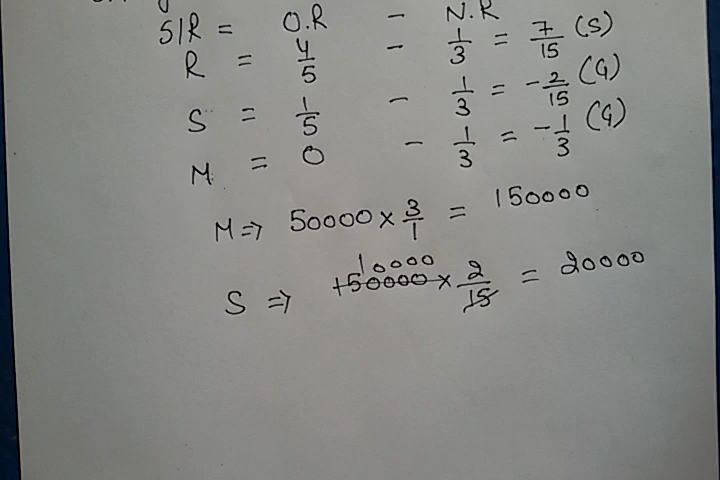 S/R = O.R - N.R
R = 4/5 - 1/3 = 7/15 (S)
S = 1/5 - 1/3 = -2/15 (G)
M = 0 - 1/3 = -1/3 (G)
M => 50000 x 3/1 = 150000
S => 10000 150000 x 2/15 = 20000